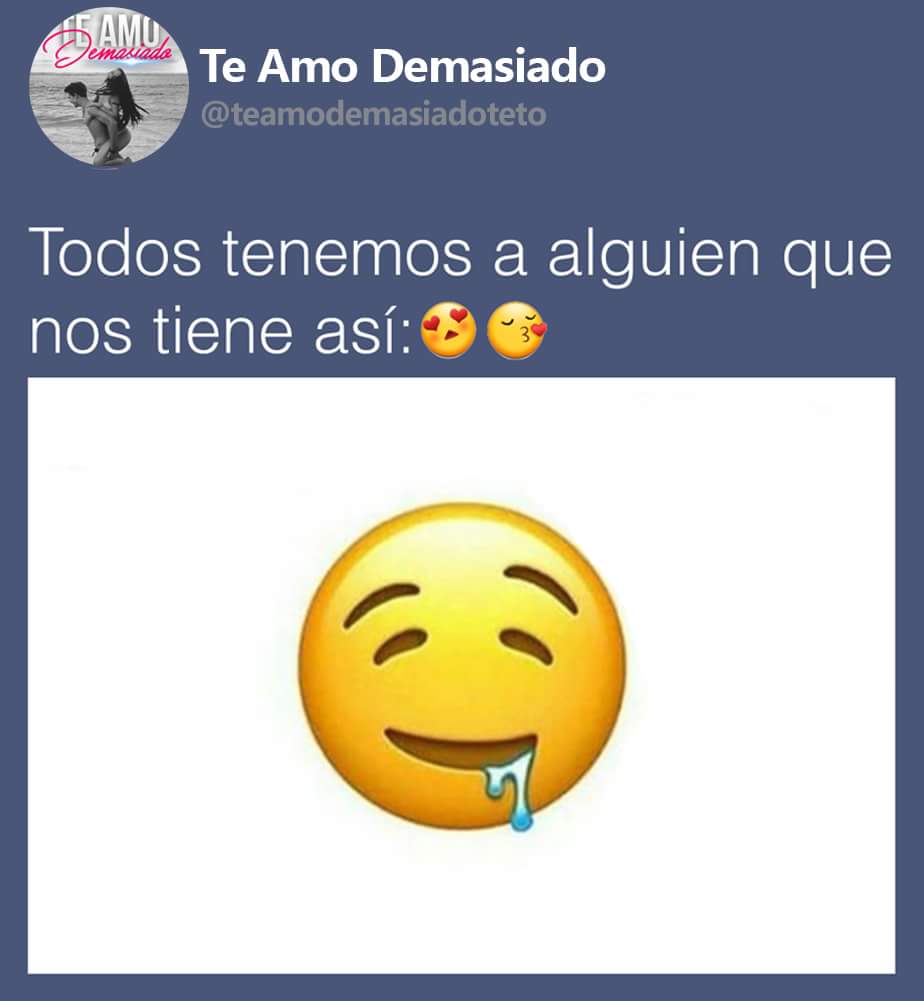 TE AMO
Demasiado
Te Amo Demasiado
@teamodemasiadoteto
Todos tenemos a alguien que
nos tiene así:😍😚